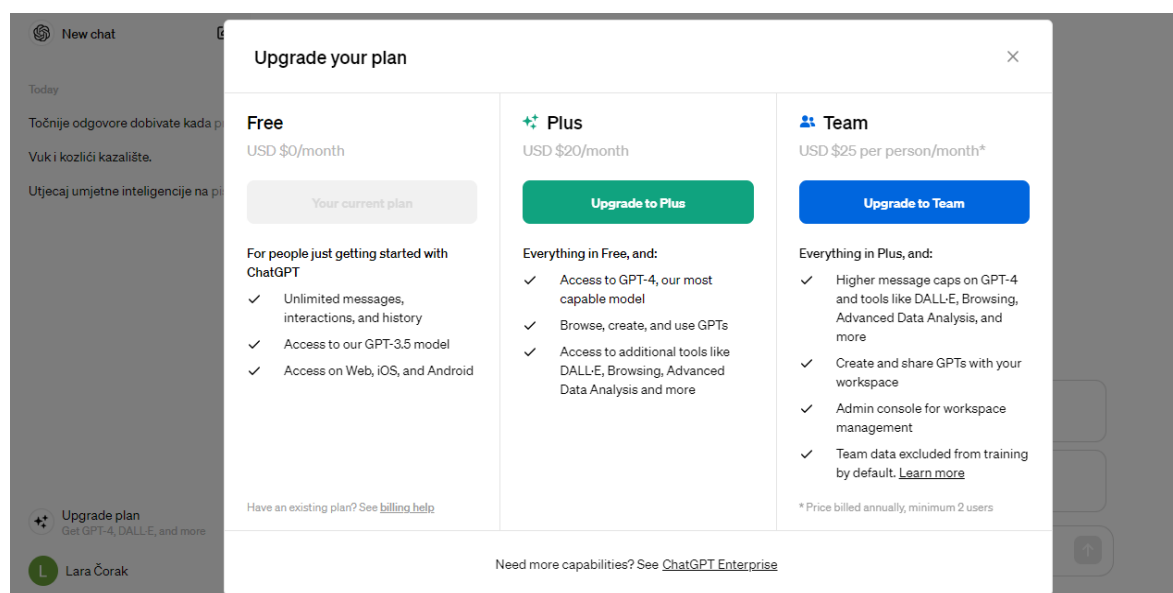 New chat
Today
Točnije odgovore dobivate kada
Vuk i kozlići kazalište.
Utjecaj umjetne inteligencije na
Upgrade plan
Get GPT-4, DALL·E, and more
L
Lara Čorak
Upgrade your plan
Free
USD $0/month
Your current plan
For people just getting started with
ChatGPT
Unlimited messages,
interactions, and history
Access to our GPT-3.5 model
Access on Web, iOS, and Android
Have an existing plan? See billing help
Plus
USD $20/month
Upgrade to Plus
Everything in Free, and:
Access to GPT-4, our most
capable model
Browse, create, and use GPTs
Access to additional tools like
DALL·E, Browsing, Advanced
Data Analysis and more
Team
USD $25 per person/month*
Upgrade to Team
Everything in Plus, and:
Higher message caps on GPT-4
and tools like DALL·E, Browsing,
Advanced Data Analysis, and
more
Create and share GPTs with your
workspace
Admin console for workspace
management
Team data excluded from training
by default. Learn more
* Price billed annually, minimum 2 users
Need more capabilities? See ChatGPT Enterprise